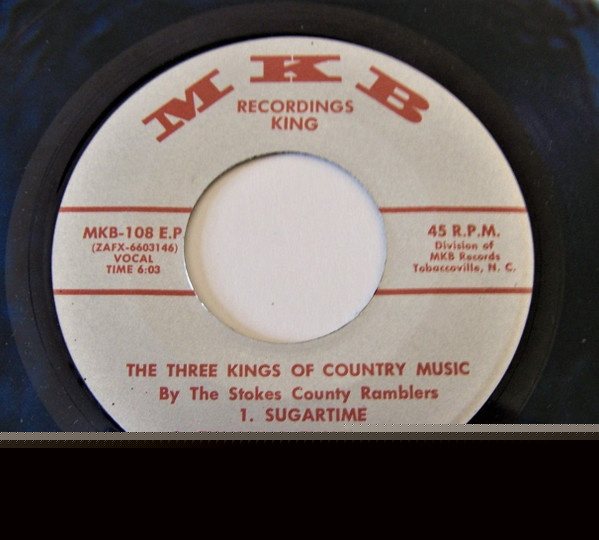 MKB
RECORDINGS
KING
MKB-108 E.P
(ZAFX-6603146)
VOCAL
TIME 6:03
45 R.P.M.
Division of
MKB Records
Tobaccoville, N. C.
THE THREE KINGS OF COUNTRY MUSIC
By The Stokes County Ramblers
1. SUGARTIME